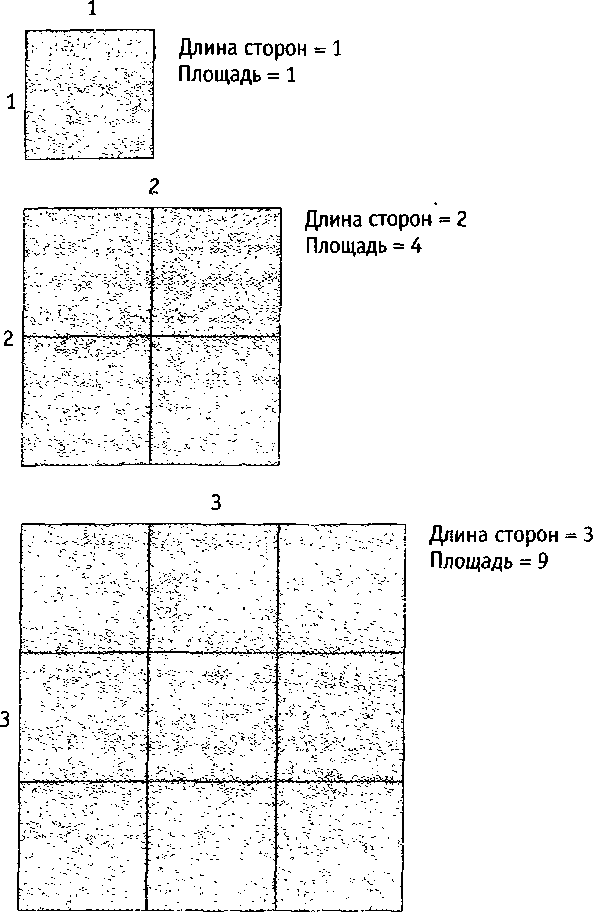 1
Длина сторон = 1
Площадь = 1
1
2
Длина сторон = 2
Площадь = 4
2
3
Длина сторон = 3
Площадь = 9
3